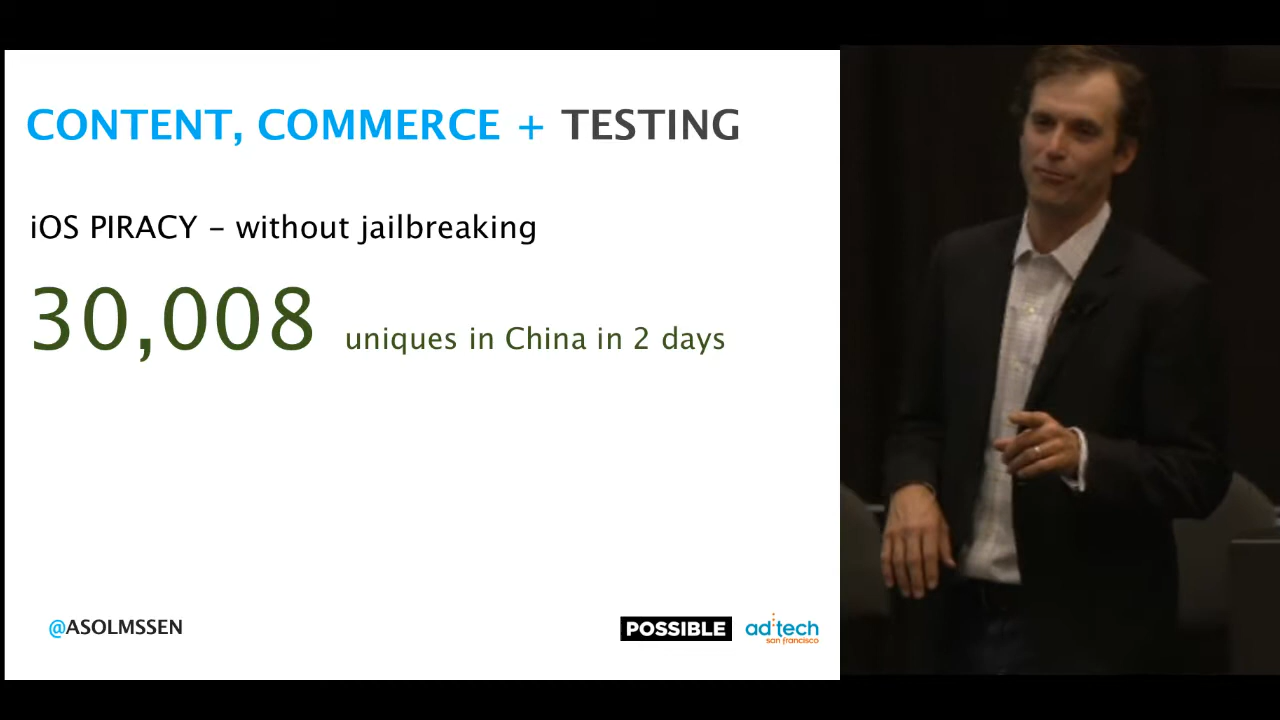 CONTENT, COMMERCE + TESTING
iOS PIRACY – without jailbreaking
30,008 uniques in China in 2 days
@ASOLMSSEN
POSSIBLE
ad:tech
san francisco